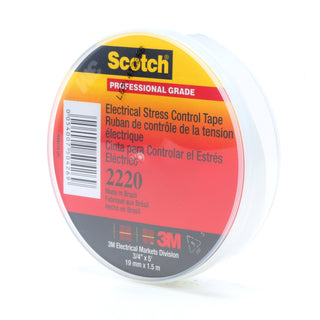 Scotch
PROFESSIONAL GRADE
Electrical Stress Control Tape
Ruban de contrôle de la tension
électrique
Cinta para Controlar el Estrés
Eléctrico
2220
Made in Brazil
Fabriqué aux Brésil
Hecho en Brasil
3M
3M Electrical Markets Division
3/4" x 5'
19 mm x 1.5 m